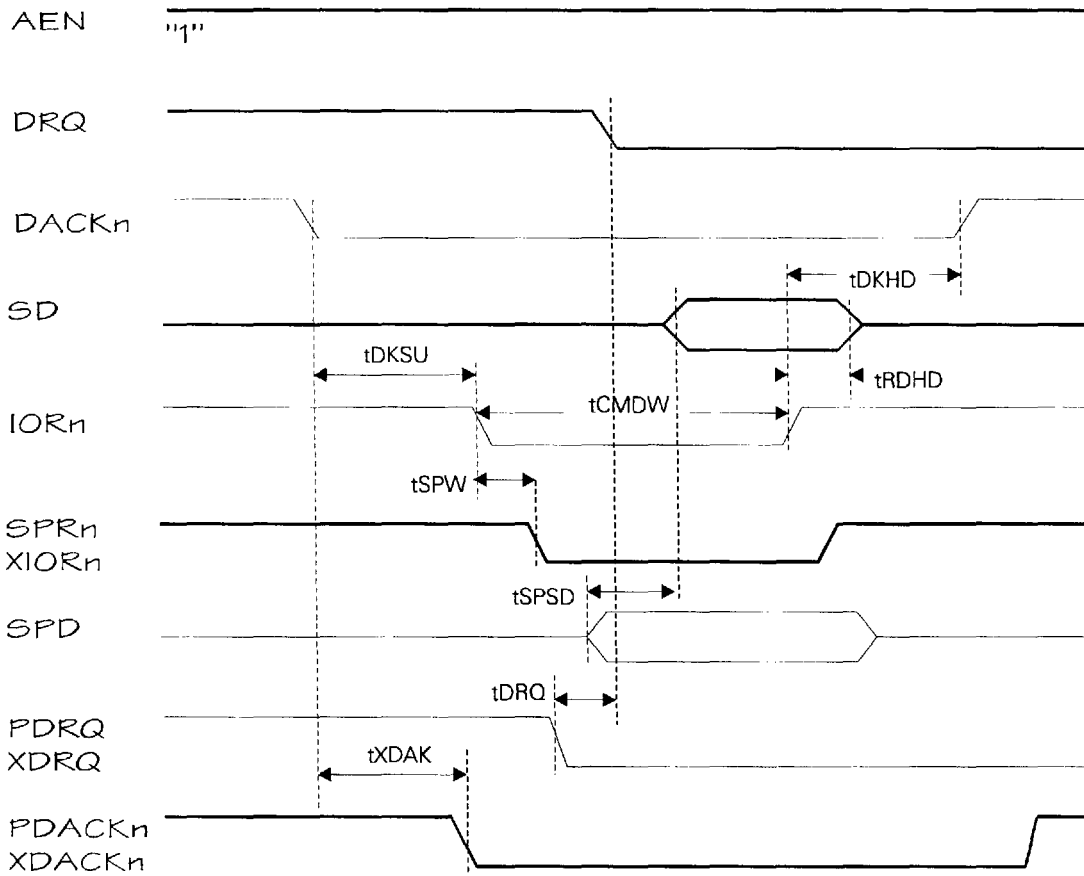 AEN
"1"
DRQ
DACKn
tDKHD
SD
tDKSU
tRDHD
IORn
tCMDW
tSPW
SPRn
XIORn
tSPSD
SPD
tDRQ
PDRQ
XDRQ
tXDAK
PDACKn
XDACKn